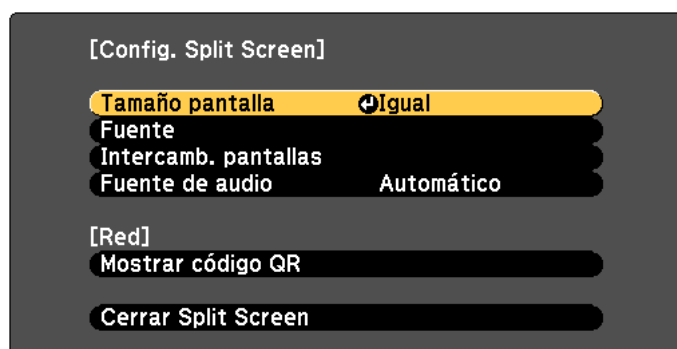 [Config. Split Screen]
Tamaño pantalla Igual
Fuente
Intercamb. pantallas
Fuente de audio Automático
[Red]
Mostrar código QR
Cerrar Split Screen